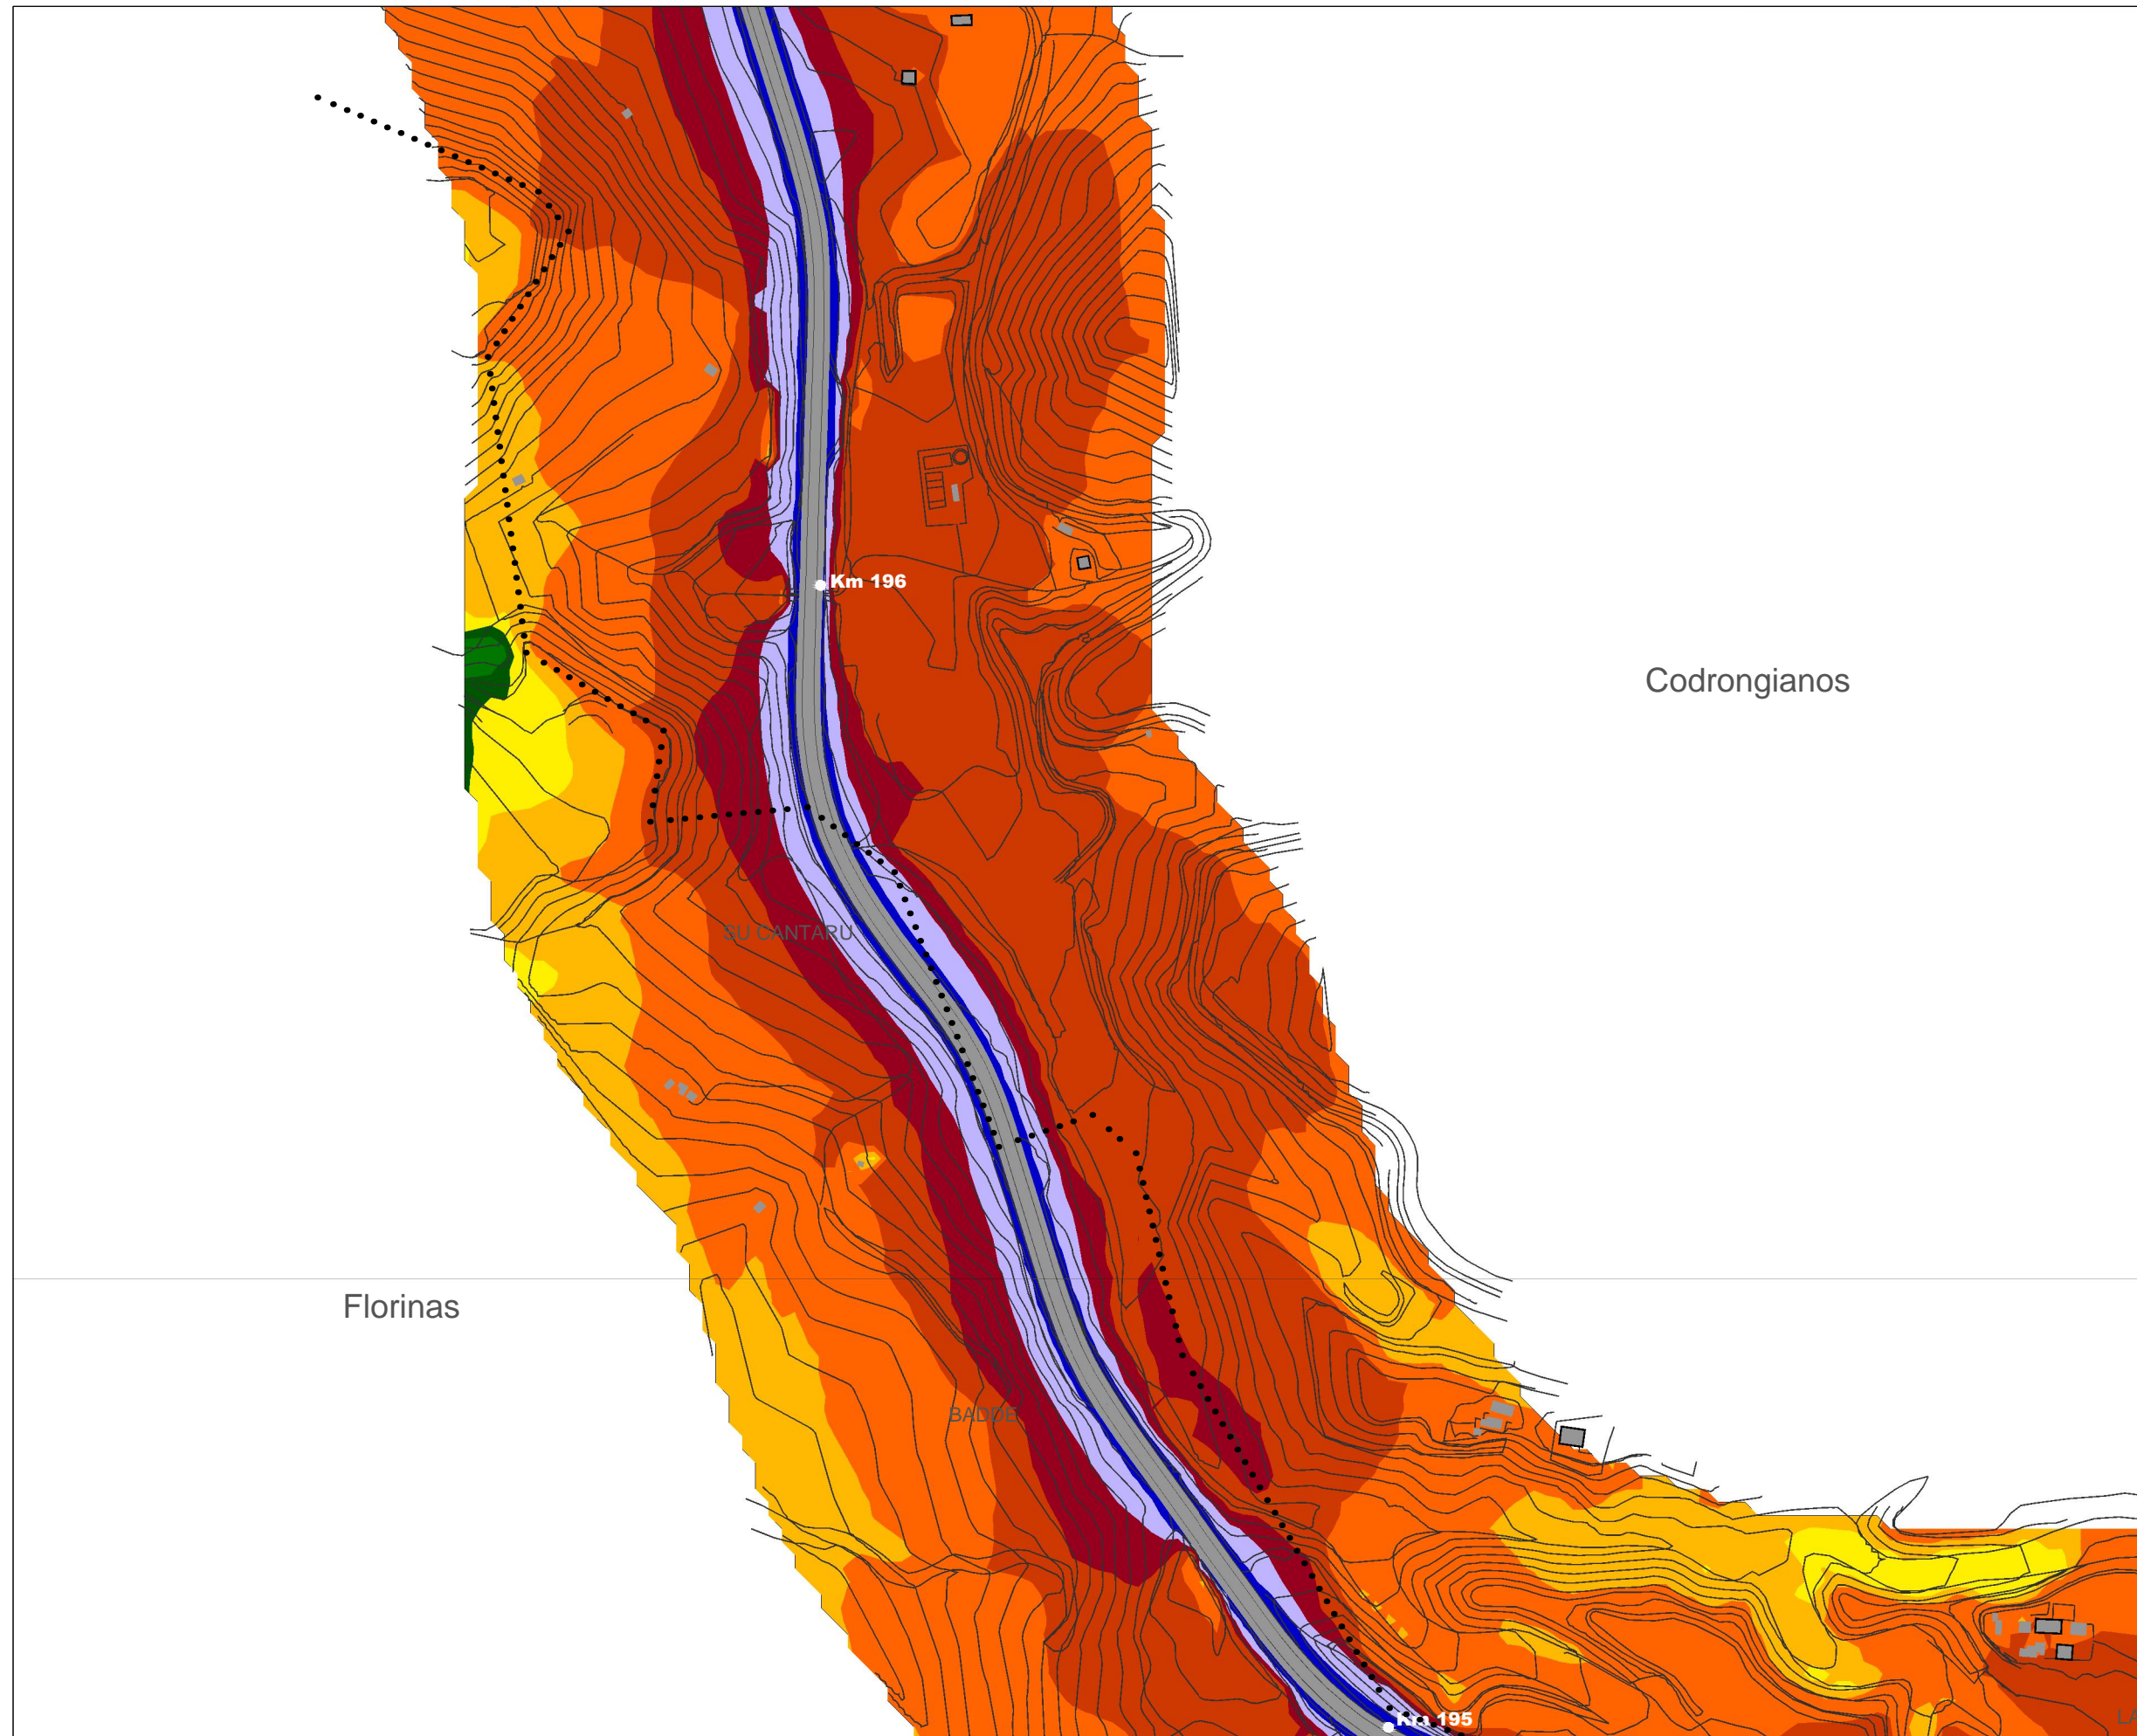 Km 196
Codrongianos
SU CANTARU
Florinas
BADDE
Km 195